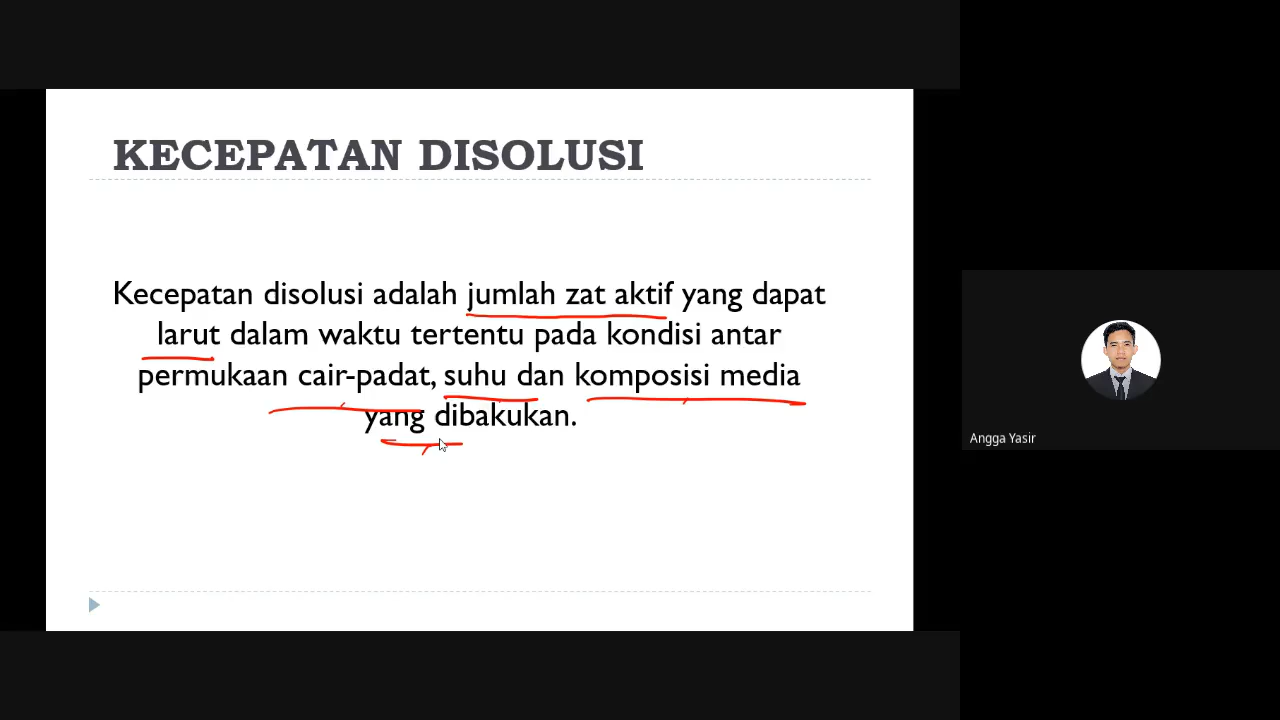 KECEPATAN DISOLUSI
Kecepatan disolusi adalah jumlah zat aktif yang dapat
larut dalam waktu tertentu pada kondisi antar
permukaan cair-padat, suhu dan komposisi media
yang dibakukan.
Angga Yasir